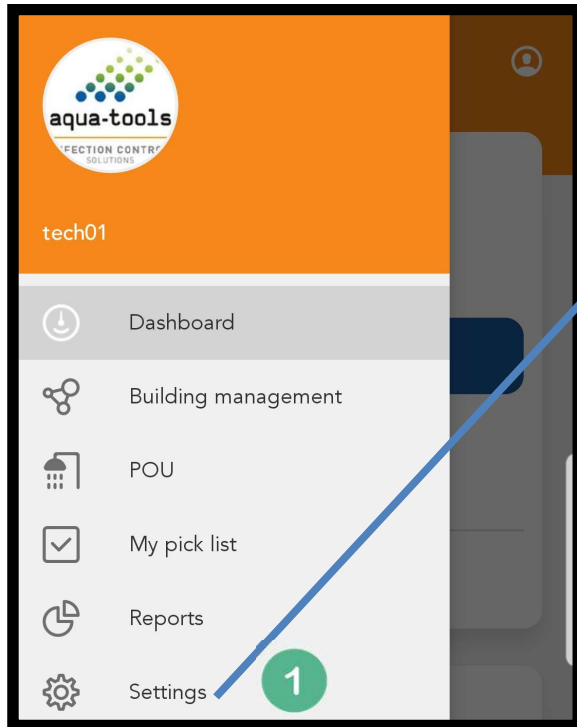 aqua-tools
FECTION CONTR
SOLUTIONS
tech01
Dashboard
Building management
POU
My pick list
Reports
Settings
1